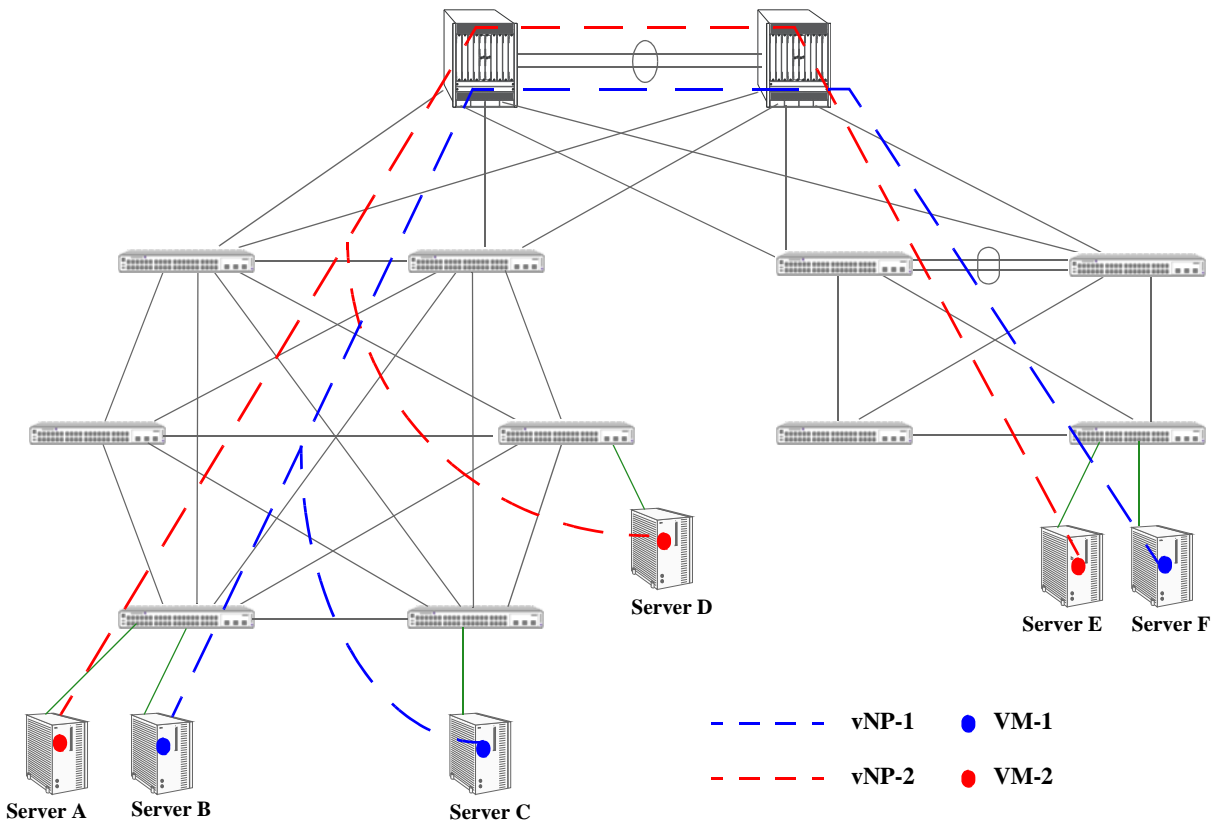 Server D
Server E
Server F
vNP-1
VM-1
vNP-2
VM-2
Server A
Server B
Server C